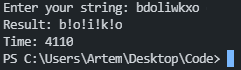 Enter your string: bdoliwkxo
Result: b!o!i!k!o
Time: 4110
PS C:\Users\Artem\Desktop\Code>